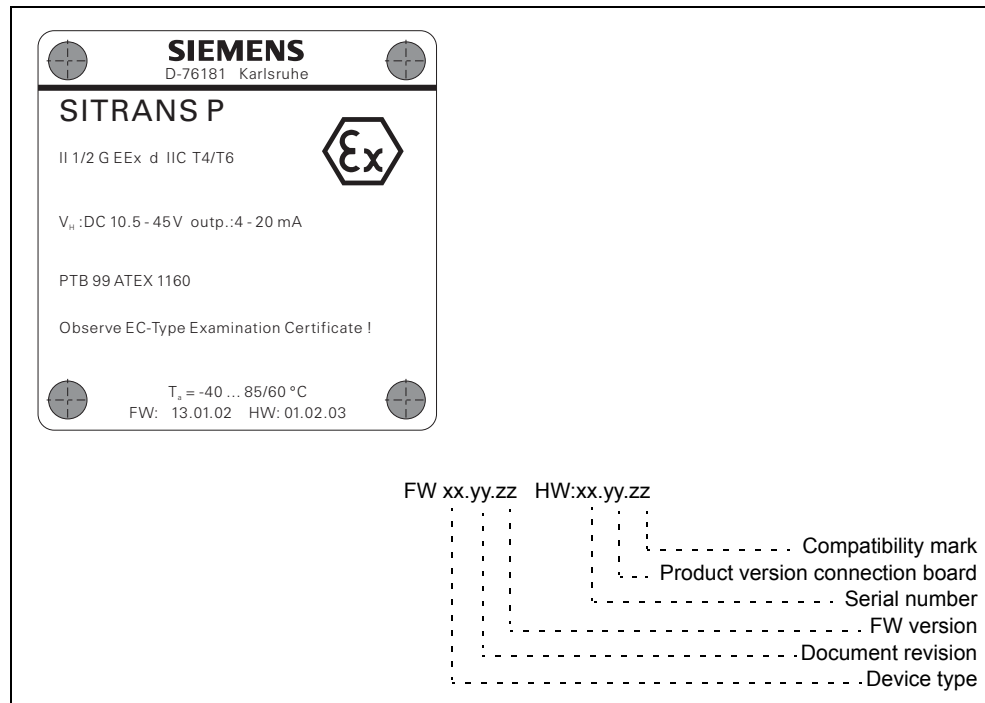 SIEMENS
D-76181 Karlsruhe
SITRANS P
II 1/2 G EEx d IIC T4/T6
Ex
V_H :DC 10.5 - 45 V outp.:4 - 20 mA
PTB 99 ATEX 1160
Observe EC-Type Examination Certificate !
T_a = -40 ... 85/60 °C
FW: 13.01.02 HW: 01.02.03
FW xx.yy.zz HW:xx.yy.zz
Compatibility mark
Product version connection board
Serial number
FW version
Document revision
Device type